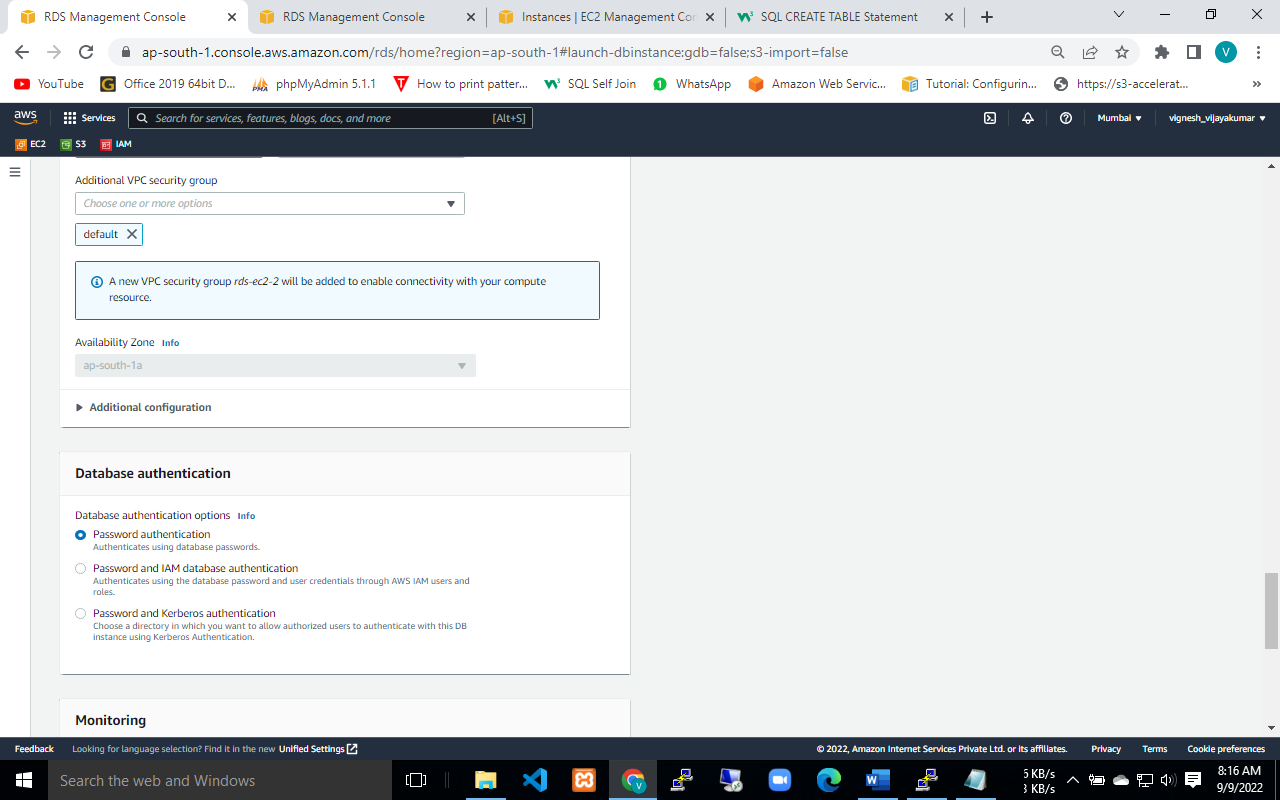 RDS Management Console
RDS Management Console
Instances | EC2 Management Con
SQL CREATE TABLE Statement
ap-south-1.console.aws.amazon.com/rds/home?region=ap-south-1#launch-dbinstance:gdb=false;s3-import=false
V
YouTube
Office 2019 64bit D...
phpMyAdmin 5.1.1
How to print patter...
SQL Self Join
WhatsApp
Amazon Web Servic...
Tutorial: Configurin...
https://s3-accelerat...
»
aws
Services
Search for services, features, blogs, docs, and more
[Alt+S]
Mumbai
vignesh_vijayakumar
EC2
S3
IAM
Additional VPC security group
Choose one or more options
default
A new VPC security group rds-ec2-2 will be added to enable connectivity with your compute
resource.
Availability Zone Info
ap-south-1a
Additional configuration
Database authentication
Database authentication options Info
Password authentication
Authenticates using database passwords.
Password and IAM database authentication
Authenticates using the database password and user credentials through AWS IAM users and
roles.
Password and Kerberos authentication
Choose a directory in which you want to allow authorized users to authenticate with this DB
instance using Kerberos Authentication.
Monitoring
Feedback
Looking for language selection? Find it in the new Unified Settings
© 2022, Amazon Internet Services Private Ltd. or its affiliates.
Privacy
Terms
Cookie preferences
Search the web and Windows
KB/s
KB/s
8:16 AM
9/9/2022